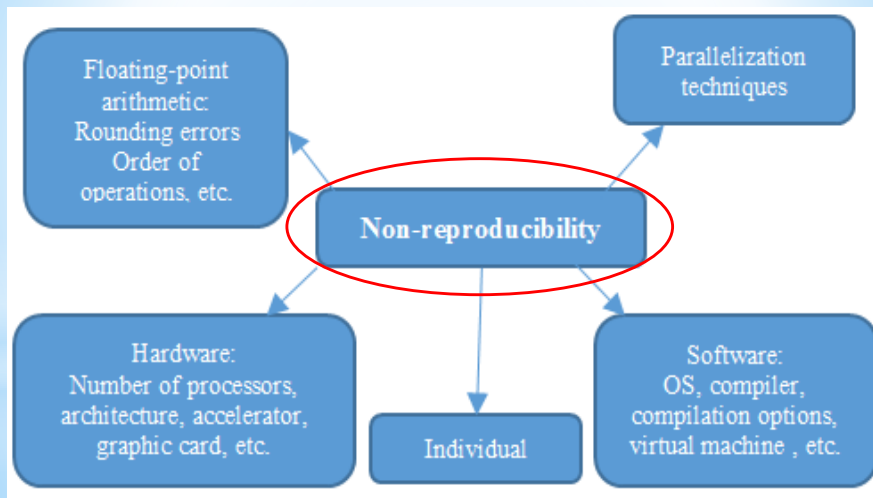 Floating-point
arithmetic:
Rounding errors
Order of
operations, etc.
Parallelization
techniques
Non-reproducibility
Hardware:
Number of processors,
architecture, accelerator,
graphic card, etc.
Individual
Software:
OS, compiler,
compilation options,
virtual machine , etc.